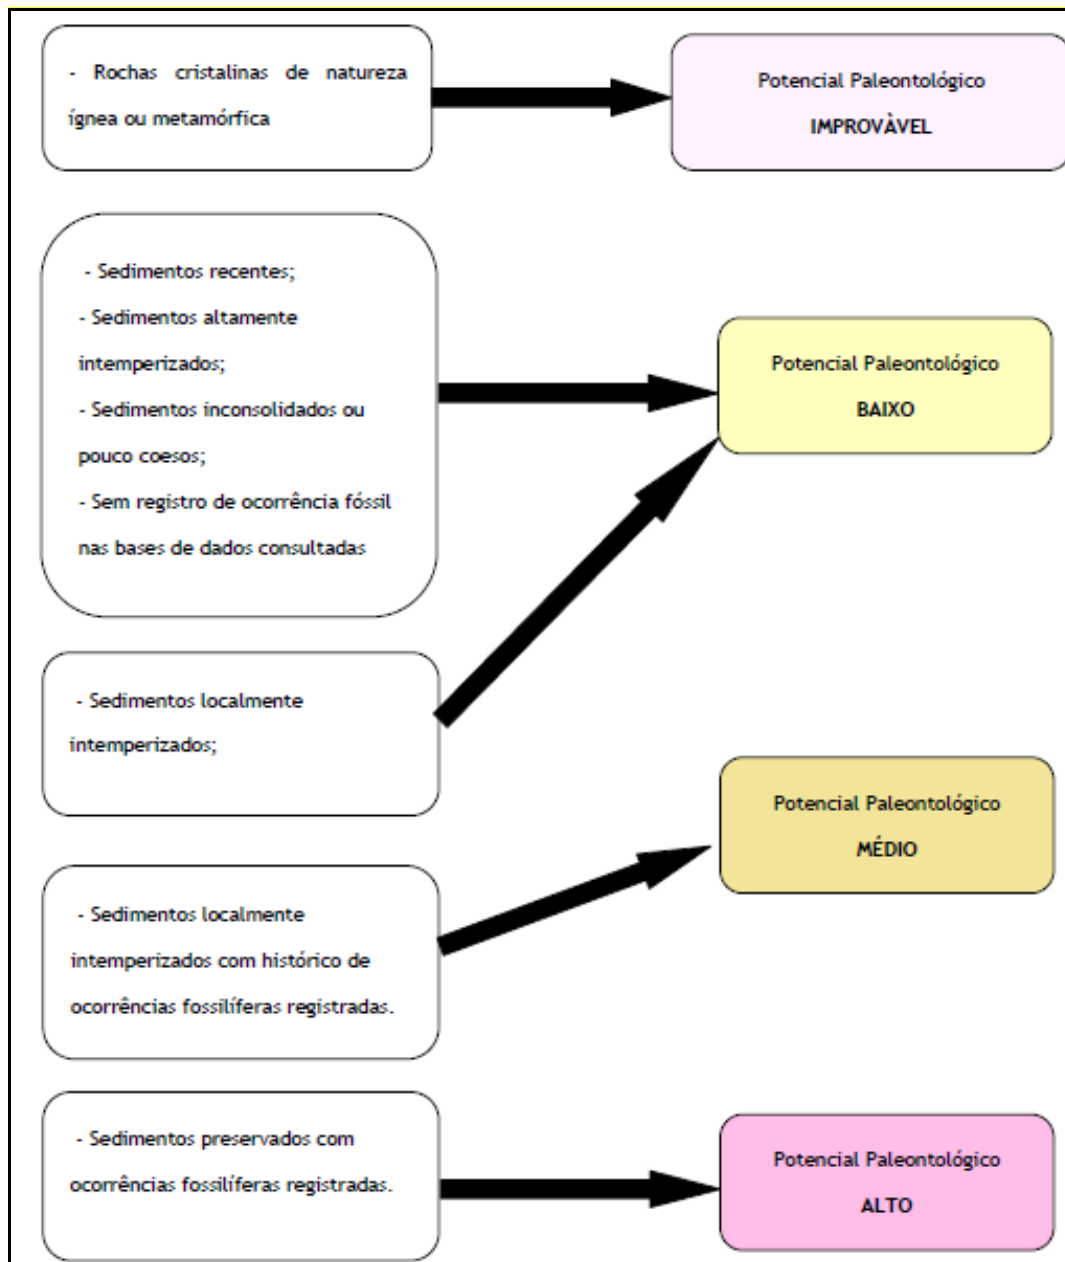 - Rochas cristalinas de natureza
ígnea ou metamórfica
Potencial Paleontológico
IMPROVÀVEL
- Sedimentos recentes;
- Sedimentos altamente
intemperizados;
- Sedimentos inconsolidados ou
pouco coesos;
- Sem registro de ocorrência fóssil
nas bases de dados consultadas
Potencial Paleontológico
BAIXO
- Sedimentos localmente
intemperizados;
Potencial Paleontológico
MÉDIO
- Sedimentos localmente
intemperizados com histórico de
ocorrências fossilíferas registradas.
- Sedimentos preservados com
ocorrências fossilíferas registradas.
Potencial Paleontológico
ALTO